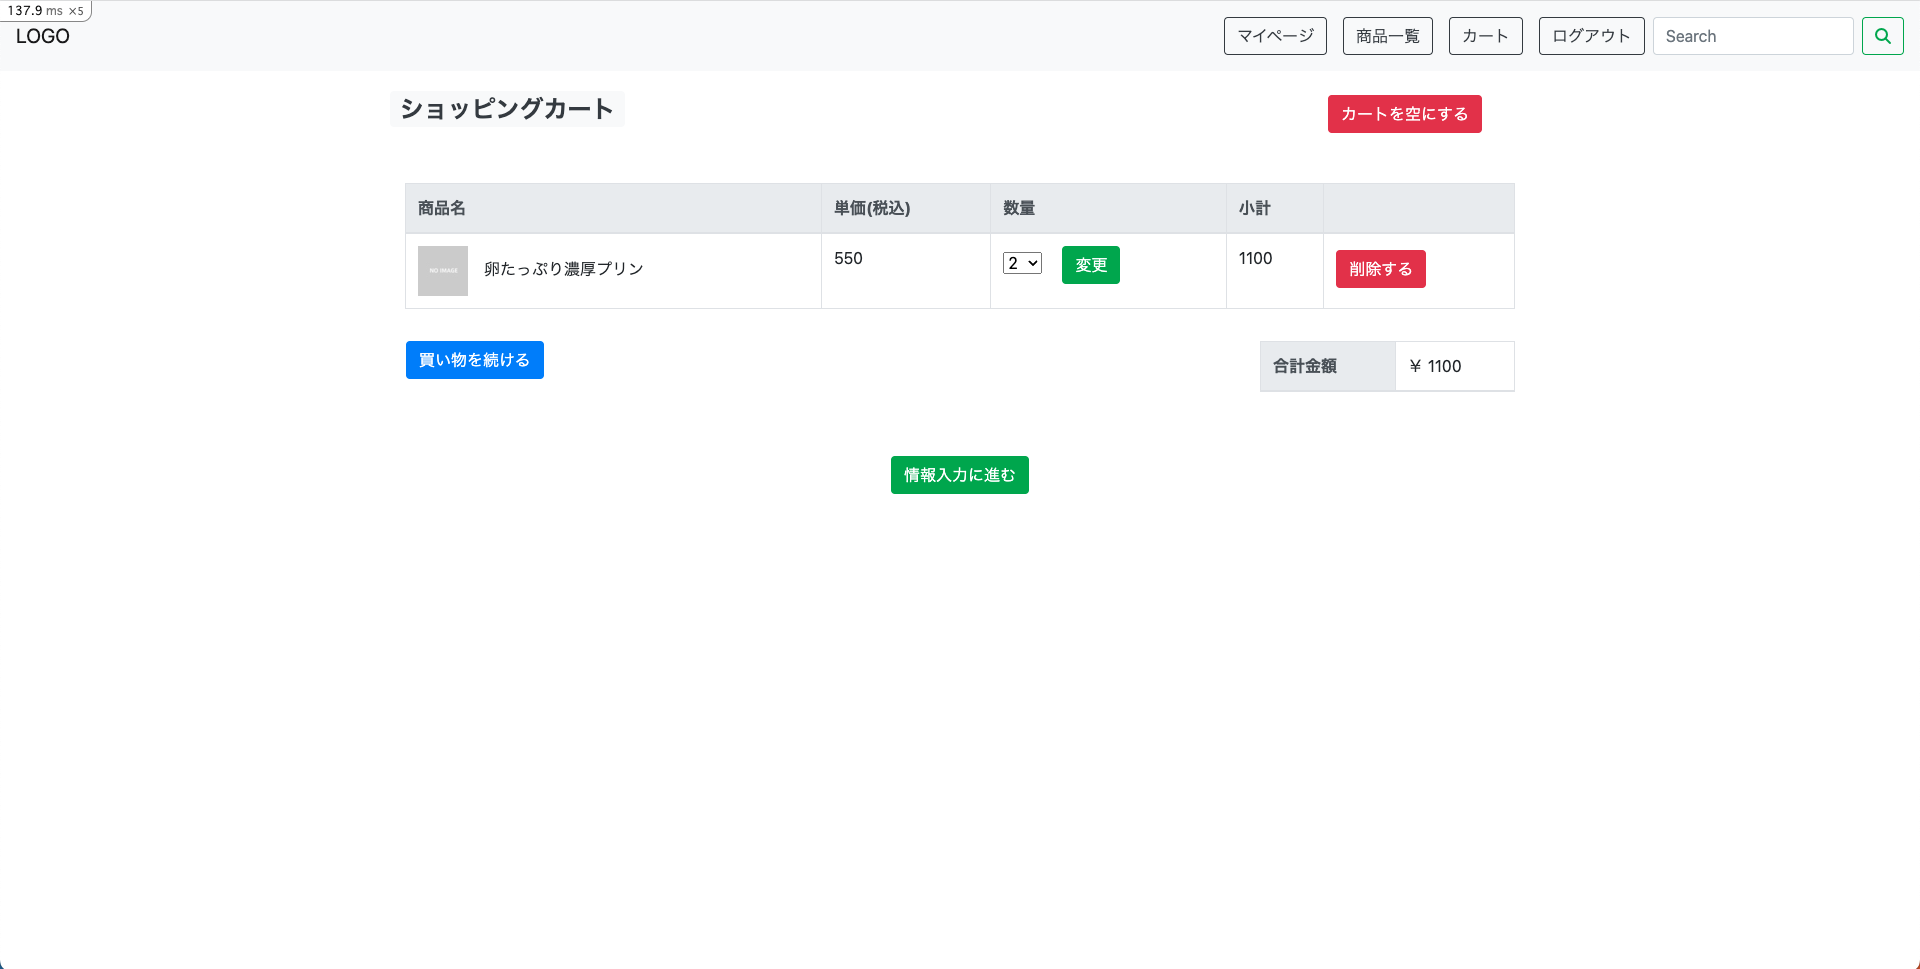 137.9 ms ×5
LOGO
マイページ 商品一覧 カート ログアウト Search
ショッピングカート カートを空にする
商品名 単価(税込) 数量 小計
NO IMAGE 卵たっぷり濃厚プリン 550 2 変更 1100 削除する
買い物を続ける 合計金額 ¥ 1100
情報入力に進む